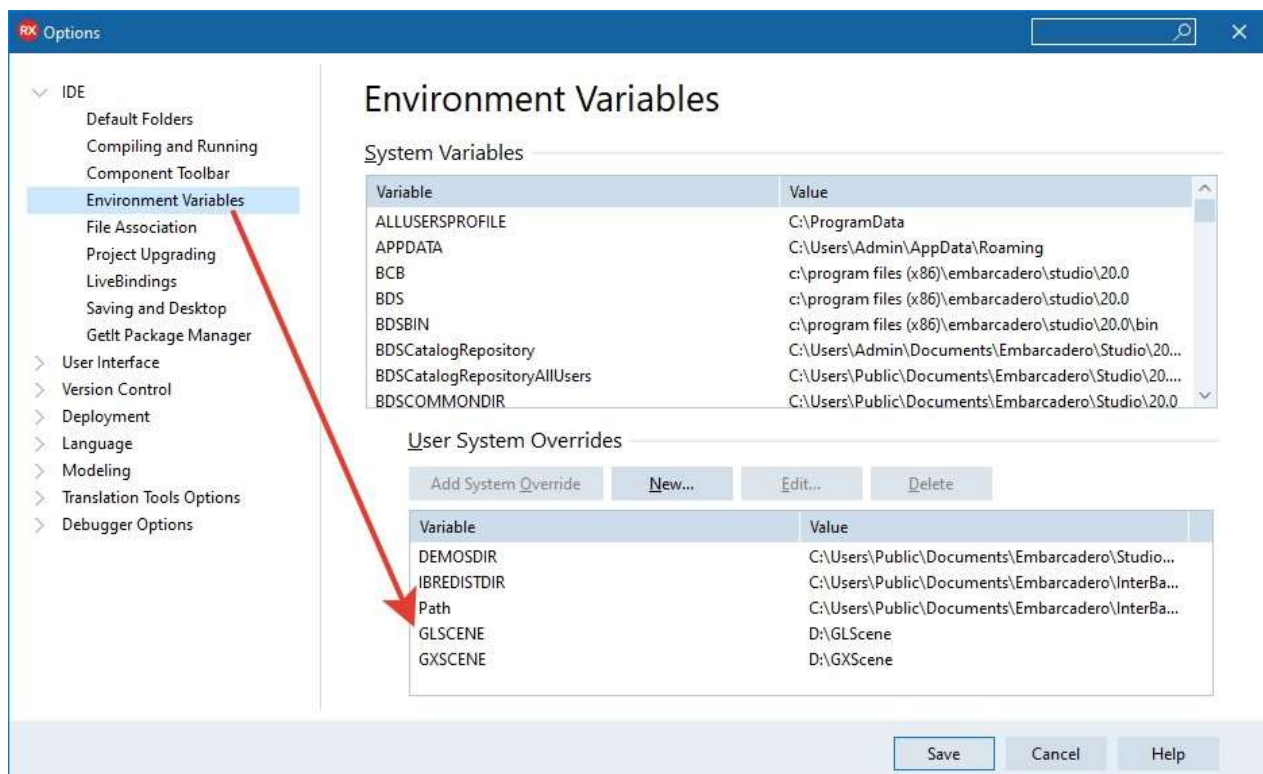 RX Options
IDE
Default Folders
Compiling and Running
Component Toolbar
Environment Variables
File Association
Project Upgrading
LiveBindings
Saving and Desktop
GetIt Package Manager
User Interface
Version Control
Deployment
Language
Modeling
Translation Tools Options
Debugger Options
Environment Variables
System Variables
Variable Value
ALLUSERSPROFILE C:\ProgramData
APPDATA C:\Users\Admin\AppData\Roaming
BCB c:\program files (x86)\embarcadero\studio\20.0
BDS c:\program files (x86)\embarcadero\studio\20.0
BDSBIN c:\program files (x86)\embarcadero\studio\20.0\bin
BDSCatalogRepository C:\Users\Admin\Documents\Embarcadero\Studio\20...
BDSCatalogRepositoryAllUsers C:\Users\Public\Documents\Embarcadero\Studio\20....
BDSCOMMONDIR C:\Users\Public\Documents\Embarcadero\Studio\20.0
User System Overrides
Add System Override New... Edit... Delete
Variable Value
DEMOSDIR C:\Users\Public\Documents\Embarcadero\Studio...
IBREDISTDIR C:\Users\Public\Documents\Embarcadero\InterBa...
Path C:\Users\Public\Documents\Embarcadero\InterBa...
GLSCENE D:\GLScene
GXSCENE D:\GXScene
Save Cancel Help